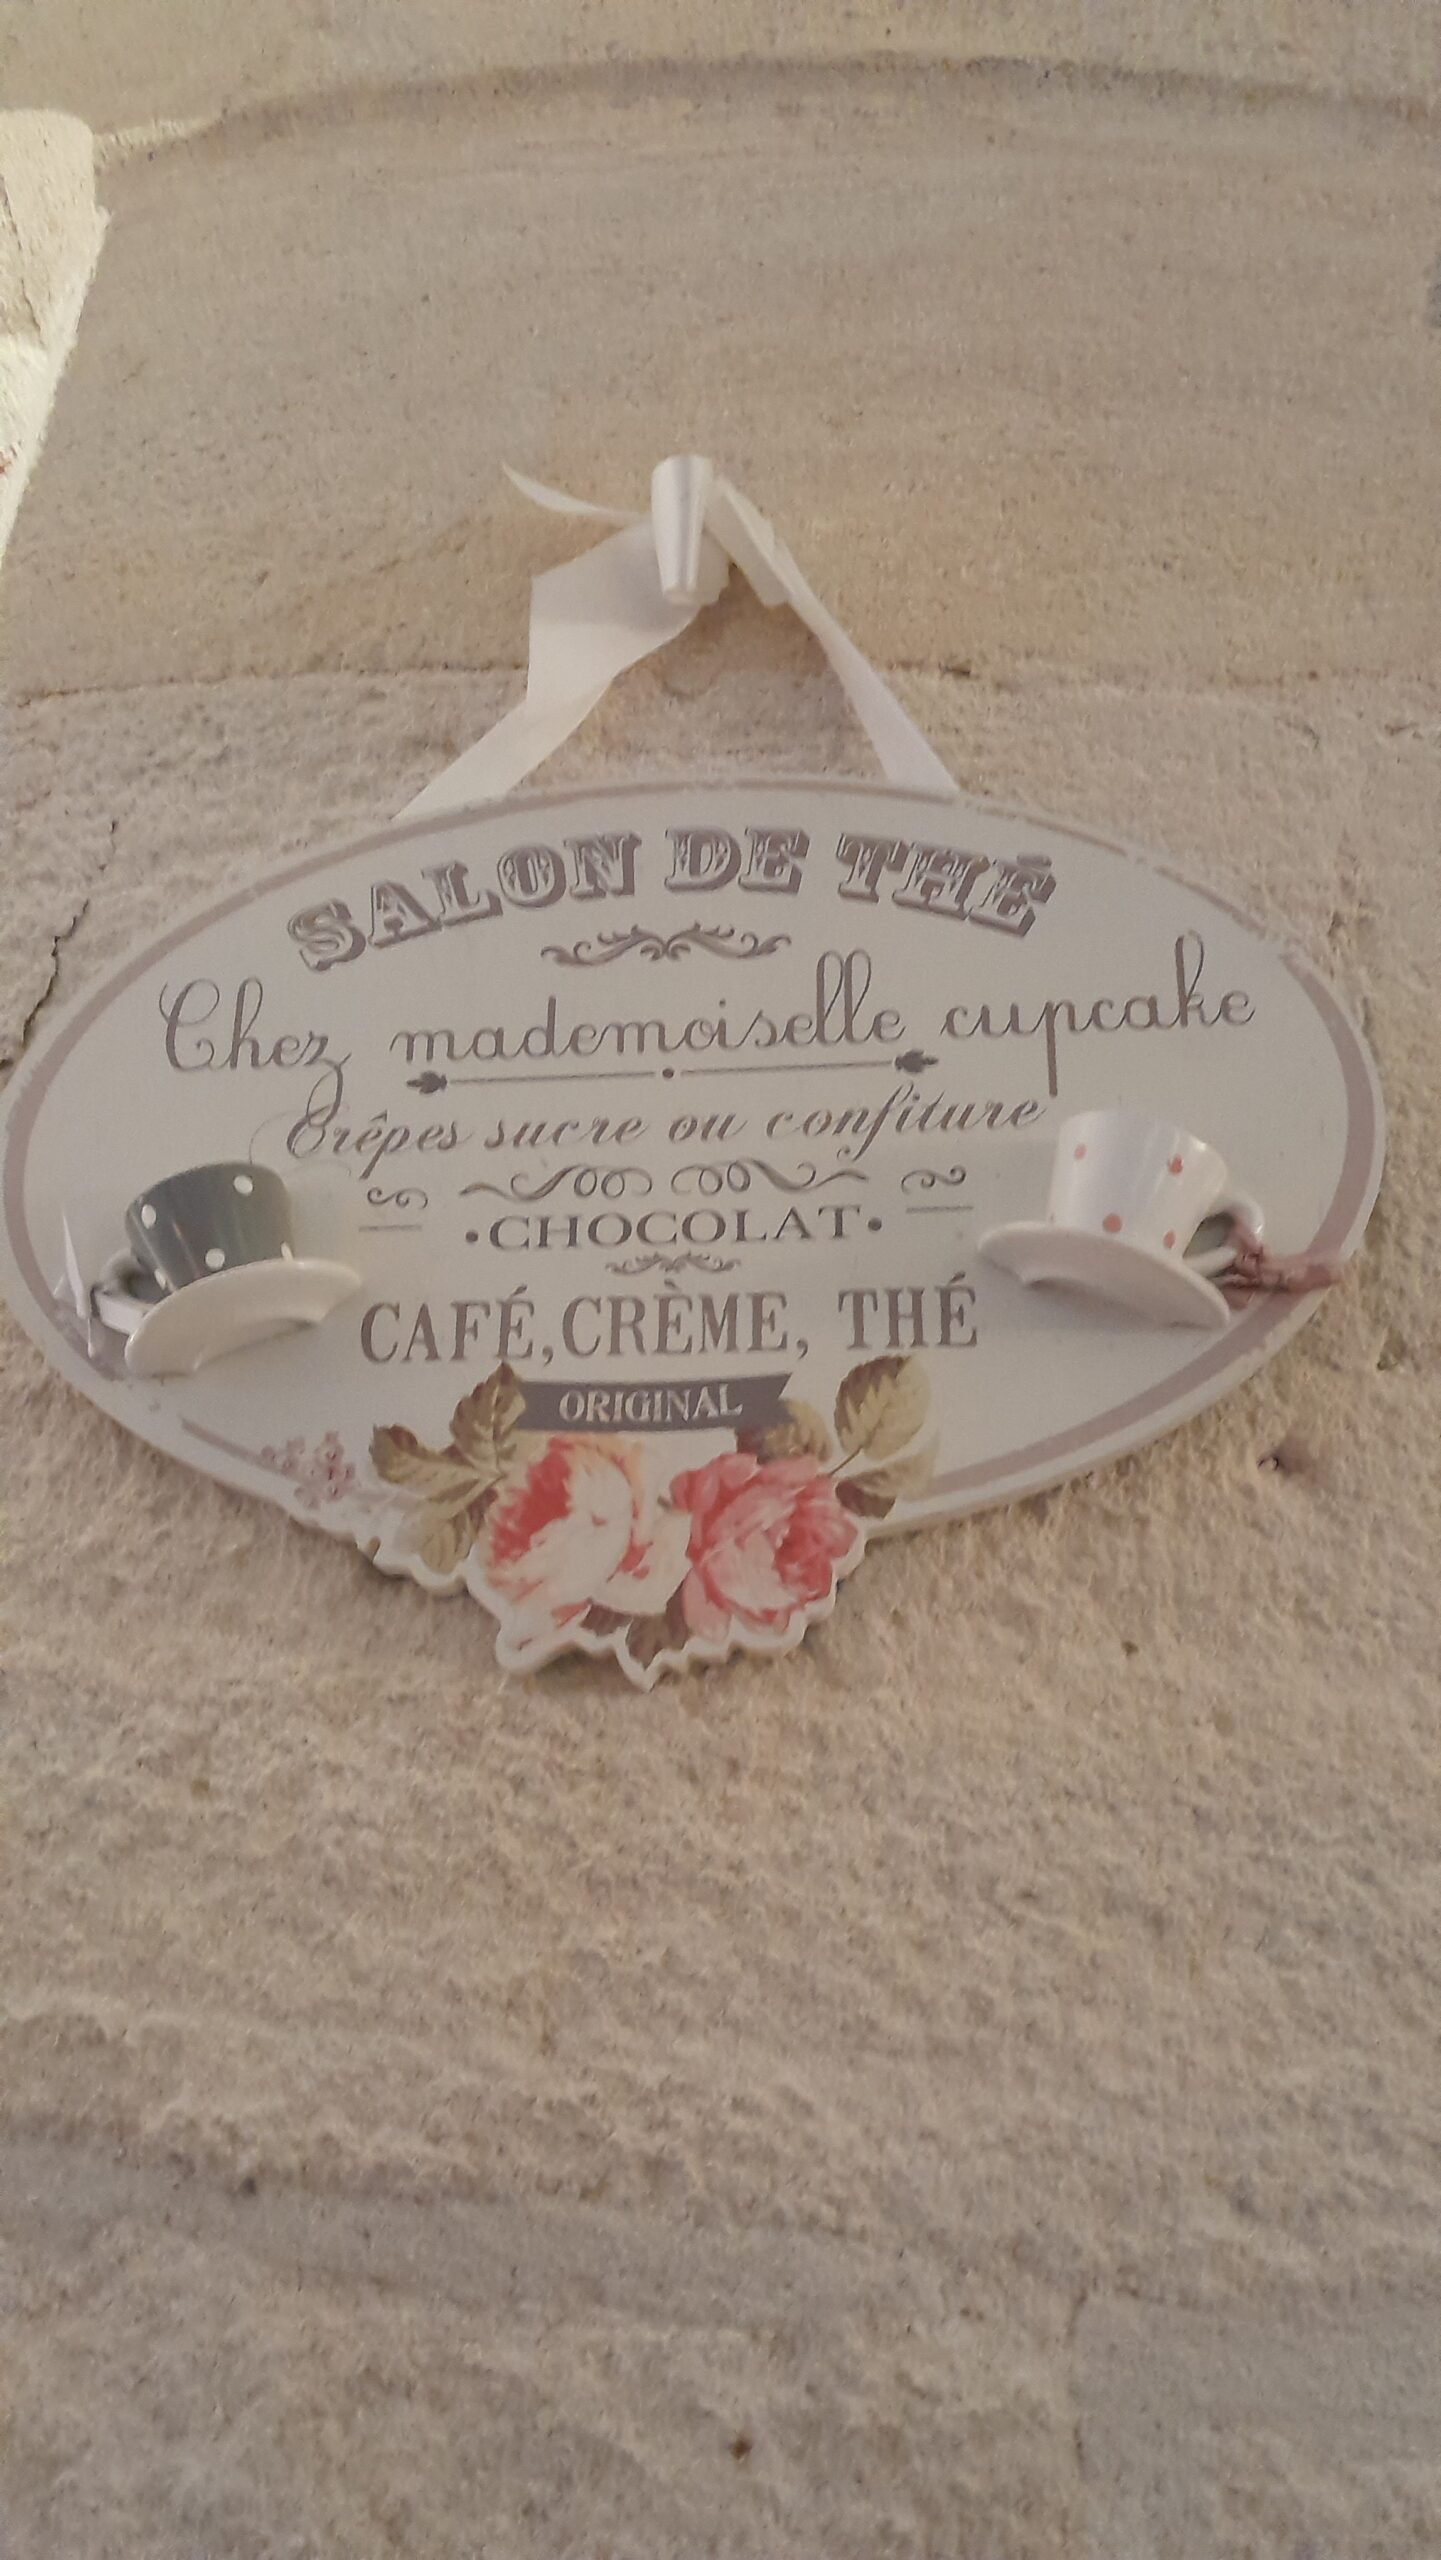 SALON DE THÉ
Chez mademoiselle cupcake
Crêpes sucre ou confiture
•CHOCOLAT•
CAFÉ,CRÈME, THÉ
ORIGINAL